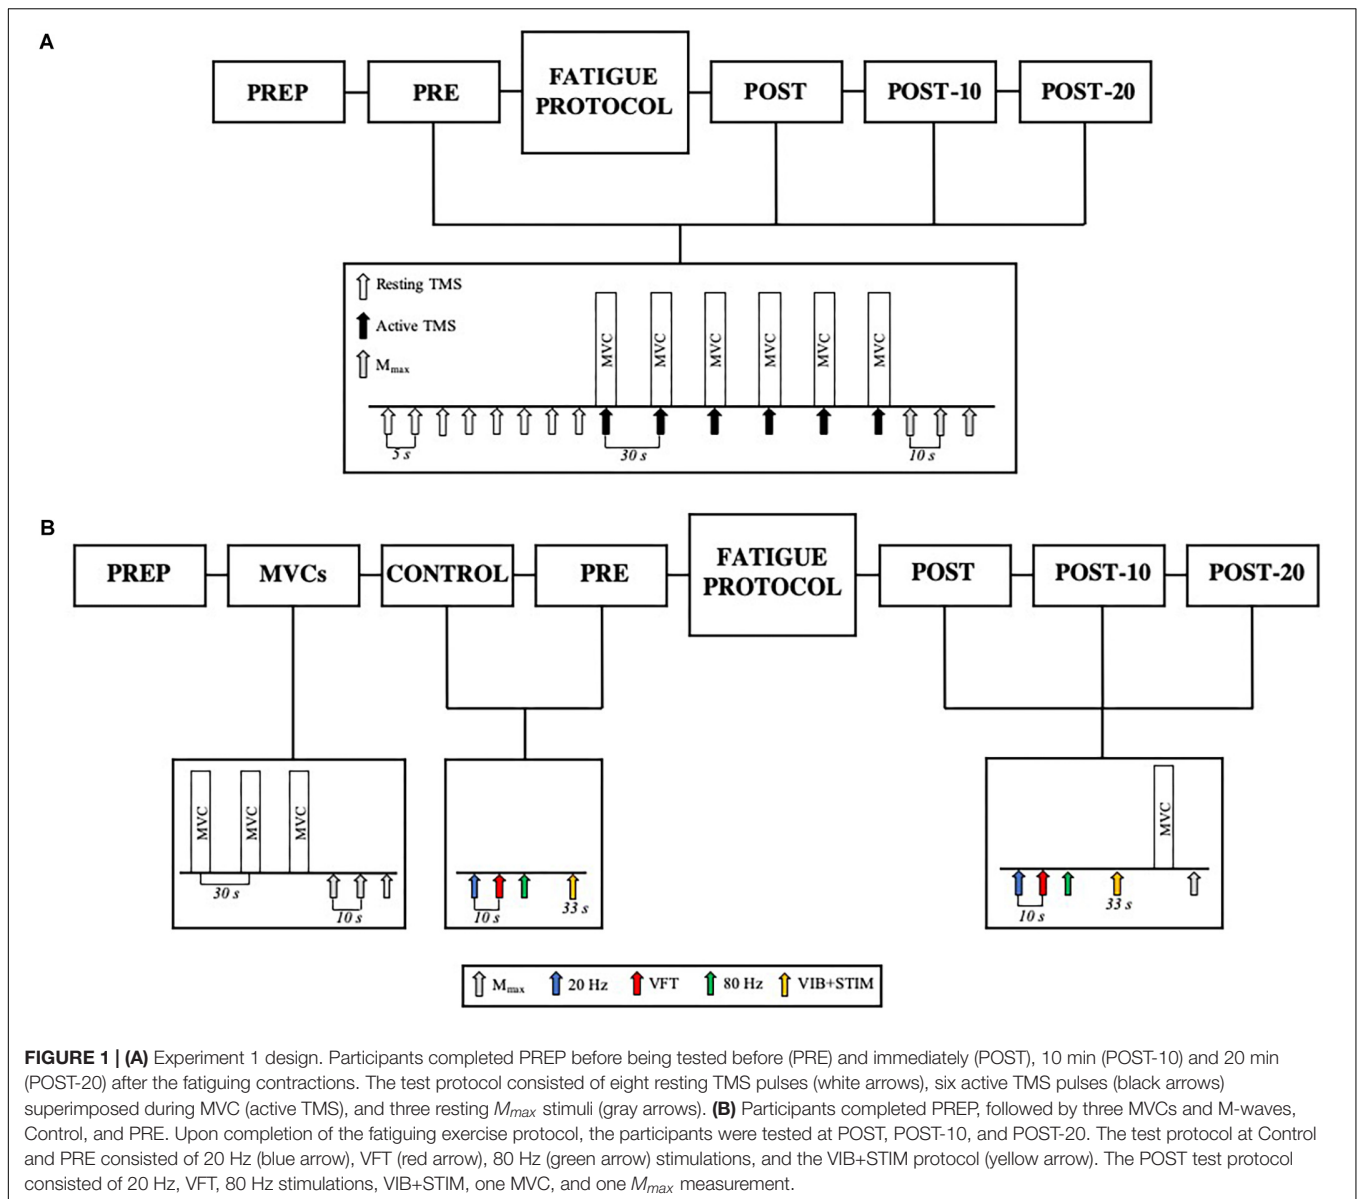 A
PREP
PRE
FATIGUE
PROTOCOL
POST
POST-10
POST-20
Resting TMS
Active TMS
Mmax
MVC
MVC
MVC
MVC
MVC
MVC
5 s
30 s
10 s
B
PREP
MVCs
CONTROL
PRE
FATIGUE
PROTOCOL
POST
POST-10
POST-20
MVC
MVC
MVC
30 s
10 s
10 s
33 s
MVC
10 s
33 s
Mmax
20 Hz
VFT
80 Hz
VIB+STIM
FIGURE 1 | (A) Experiment 1 design. Participants completed PREP before being tested before (PRE) and immediately (POST), 10 min (POST-10) and 20 min
(POST-20) after the fatiguing contractions. The test protocol consisted of eight resting TMS pulses (white arrows), six active TMS pulses (black arrows)
superimposed during MVC (active TMS), and three resting Mmax stimuli (gray arrows). (B) Participants completed PREP, followed by three MVCs and M-waves,
Control, and PRE. Upon completion of the fatiguing exercise protocol, the participants were tested at POST, POST-10, and POST-20. The test protocol at Control
and PRE consisted of 20 Hz (blue arrow), VFT (red arrow), 80 Hz (green arrow) stimulations, and the VIB+STIM protocol (yellow arrow). The POST test protocol
consisted of 20 Hz, VFT, 80 Hz stimulations, VIB+STIM, one MVC, and one Mmax measurement.